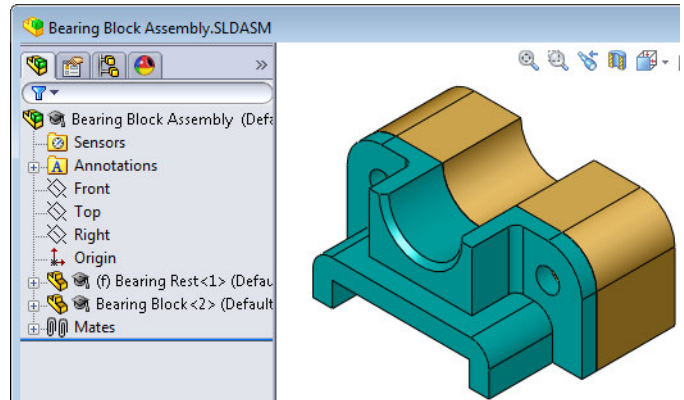 Bearing Block Assembly.SLDASM
»
Bearing Block Assembly (Defa
Sensors
A Annotations
Front
Top
Right
Origin
(f) Bearing Rest<1> (Defau
Bearing Block<2> (Default
Mates